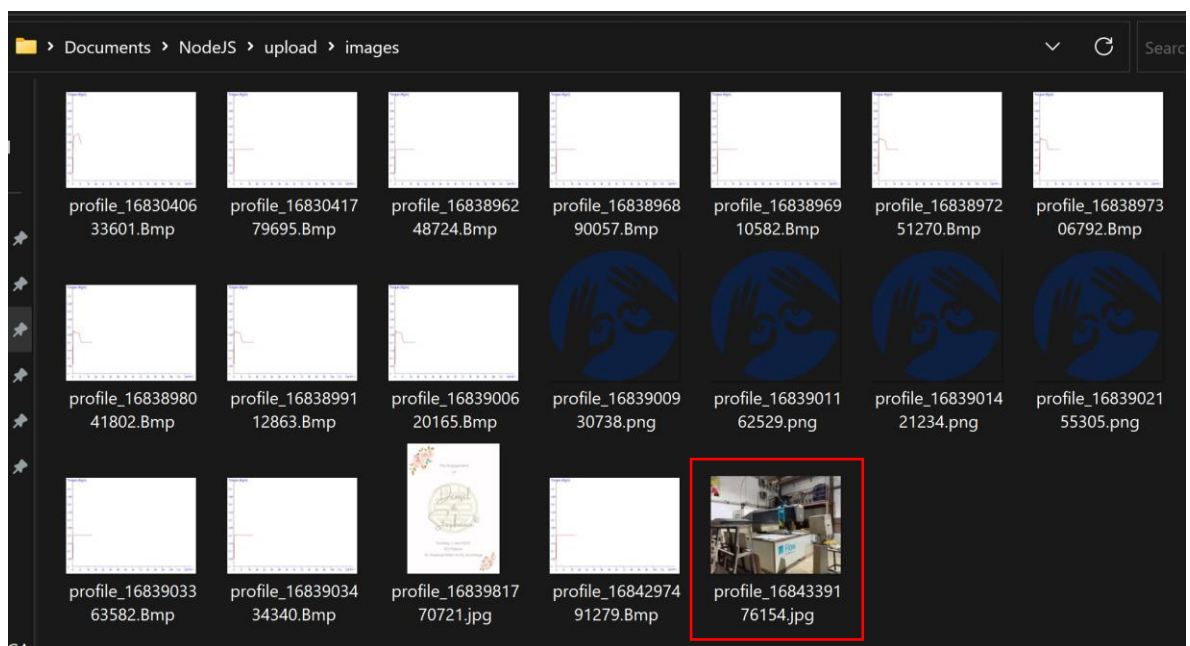 Documents > NodeJS > upload > images
Searc
profile_16830406
33601.Bmp
profile_16830417
79695.Bmp
profile_16838962
48724.Bmp
profile_16838968
90057.Bmp
profile_16838969
10582.Bmp
profile_16838972
51270.Bmp
profile_16838973
06792.Bmp
profile_16838980
41802.Bmp
profile_16838991
12863.Bmp
profile_16839006
20165.Bmp
profile_16839009
30738.png
profile_16839011
62529.png
profile_16839014
21234.png
profile_16839021
55305.png
The Engagement
of
profile_16839033
63582.Bmp
profile_16839034
34340.Bmp
profile_16839817
70721.jpg
profile_16842974
91279.Bmp
profile_16843391
76154.jpg